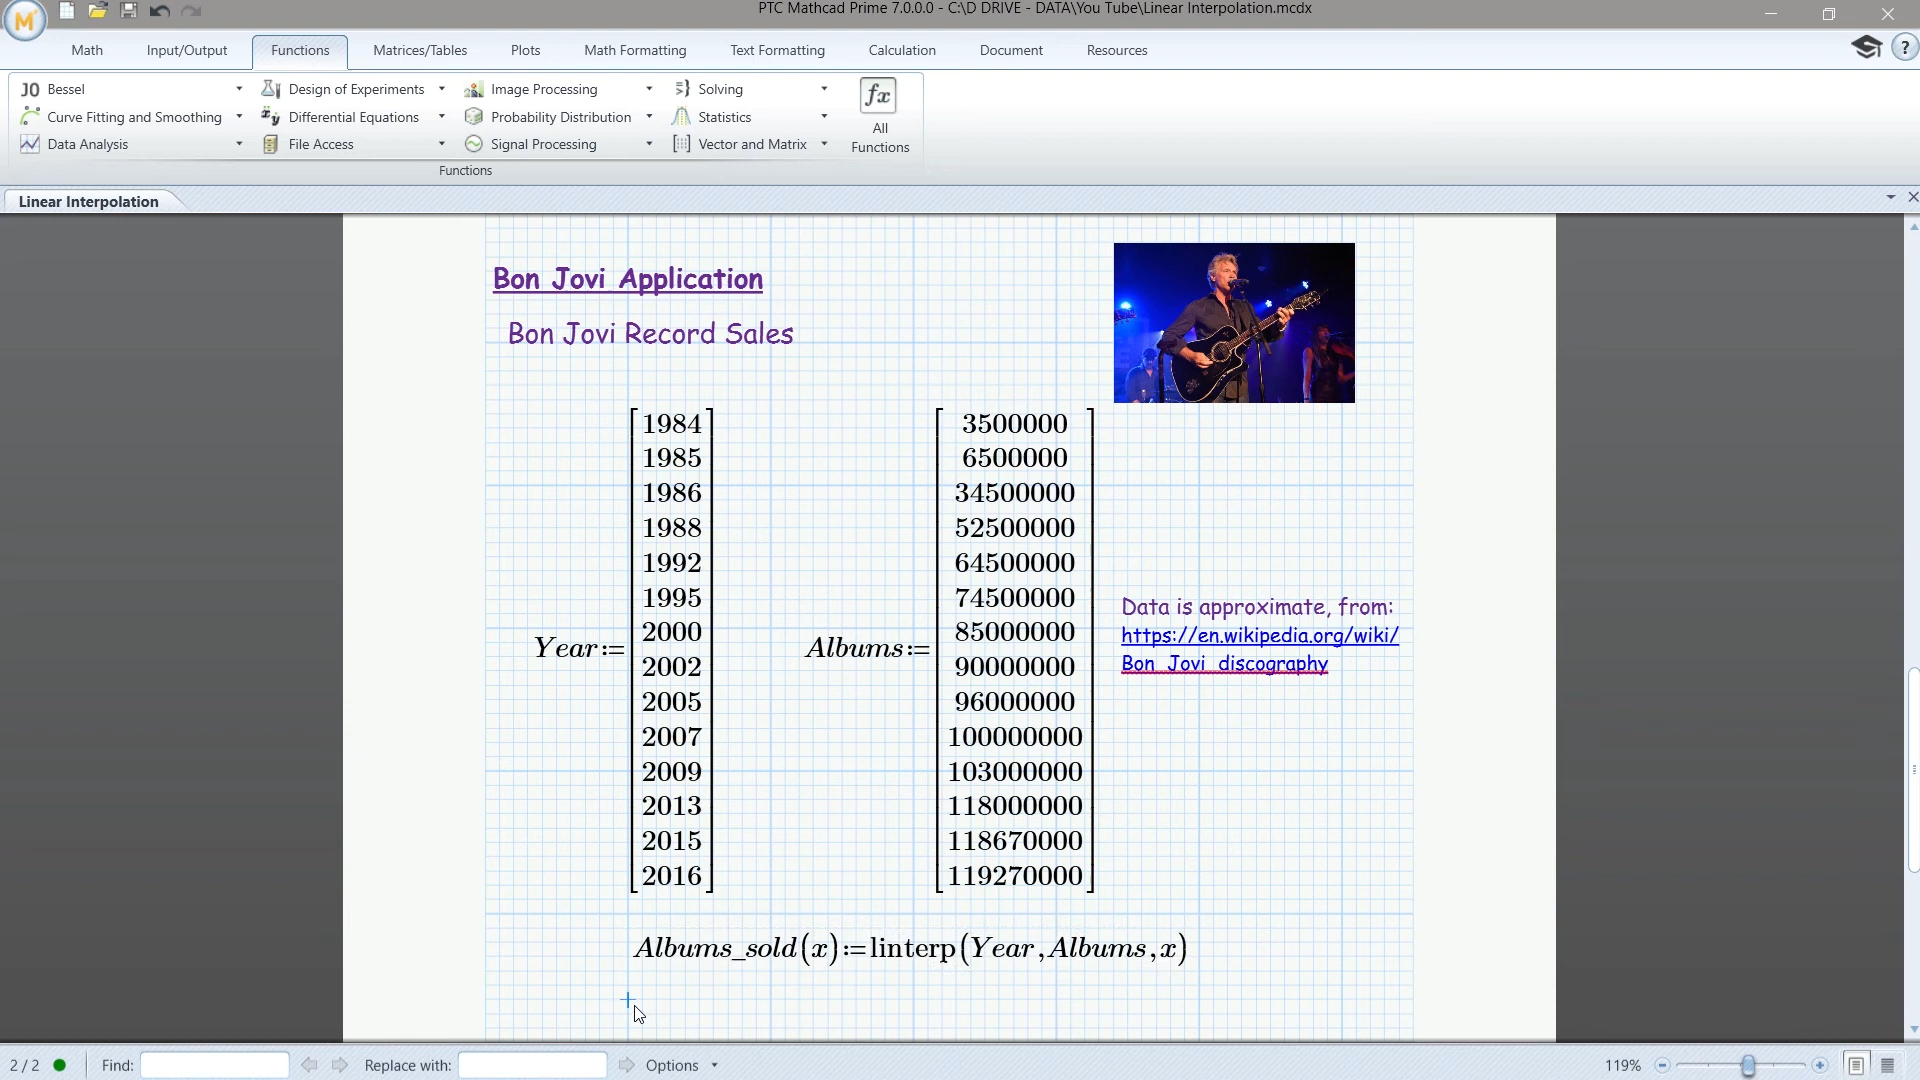 PTC Mathcad Prime 7.0.0.0 - C:\D DRIVE - DATA\You Tube\Linear Interpolation.mcdx
Math Input/Output Functions Matrices/Tables Plots Math Formatting Text Formatting Calculation Document Resources
Bessel Design of Experiments Image Processing Solving
Curve Fitting and Smoothing Differential Equations Probability Distribution Statistics
Data Analysis File Access Signal Processing Vector and Matrix
fx
All
Functions
Functions
Linear Interpolation
Bon Jovi Application
Bon Jovi Record Sales
Year:=
1984
1985
1986
1988
1992
1995
2000
2002
2005
2007
2009
2013
2015
2016
Albums:=
3500000
6500000
34500000
52500000
64500000
74500000
85000000
90000000
96000000
100000000
103000000
118000000
118670000
119270000
Data is approximate, from:
https://en.wikipedia.org/wiki/
Bon_Jovi_discography
Albums_sold(x):=linterp(Year,Albums,x)
2/2 Find: Replace with: Options 119%